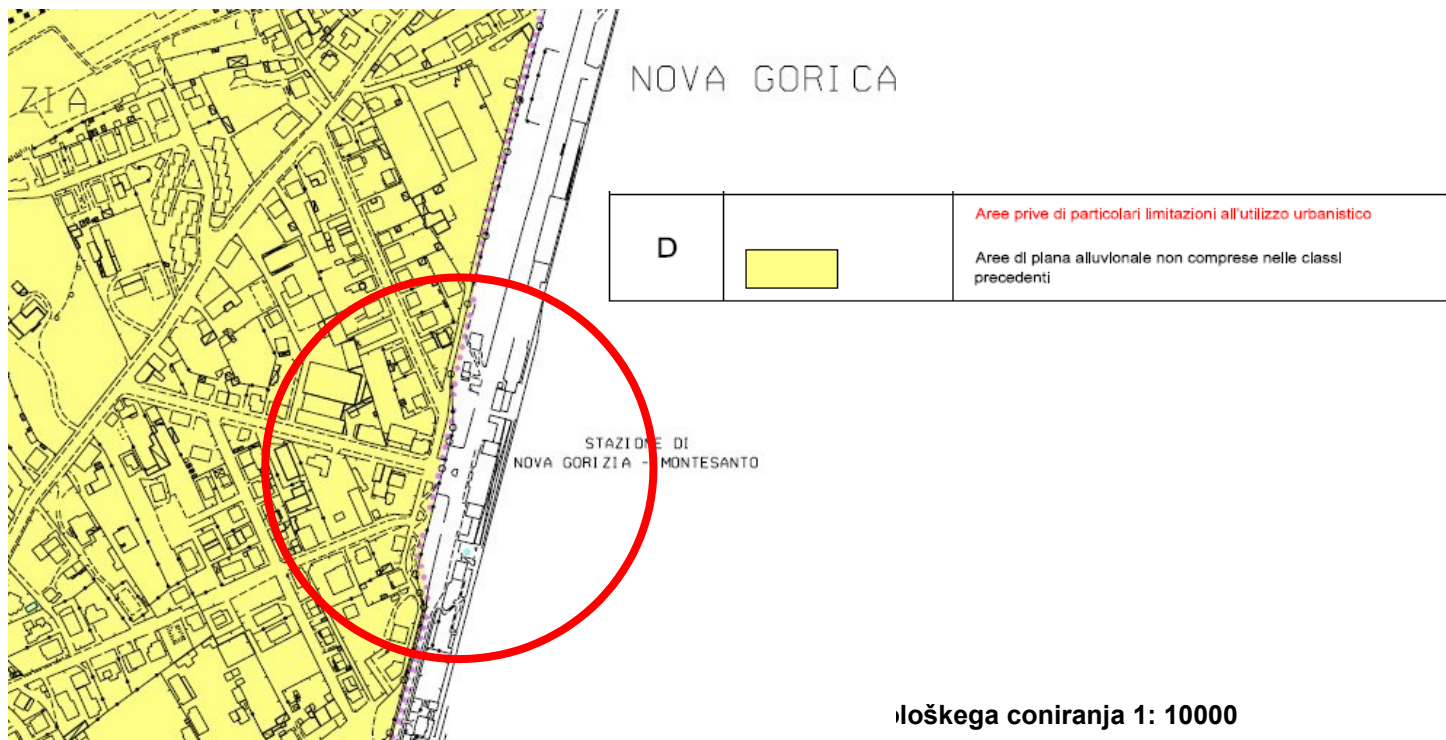 NOVA GORICA
ZIA
D
Aree prive di particolari limitazioni all'utilizzo urbanistico
Aree di piana alluvionale non comprese nelle classi
precedenti
STAZIONE DI
NOVA GORIZIA - MONTESANTO
loškega coniranja 1: 10000